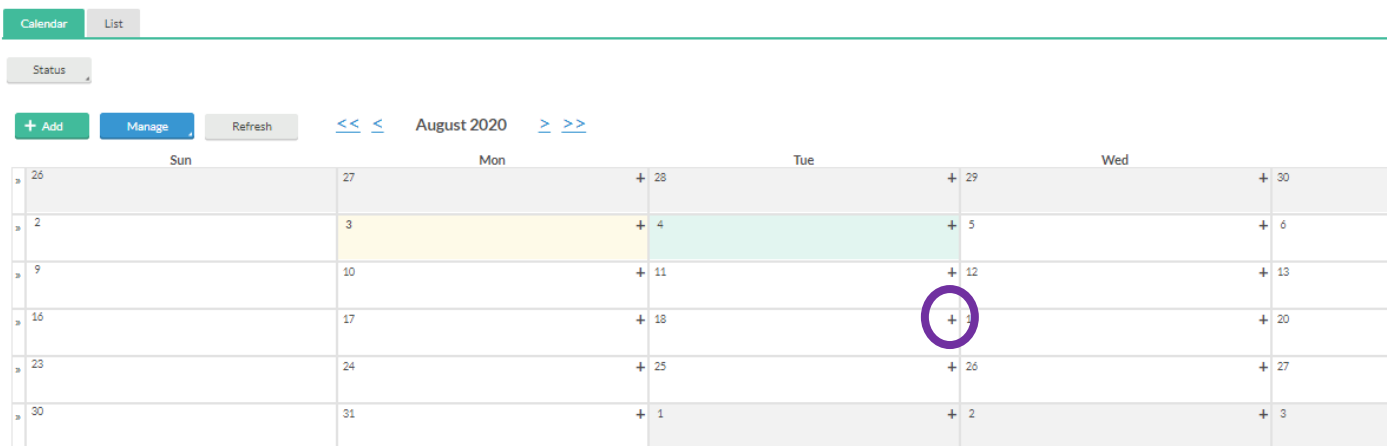 Calendar List
Status
+ Add Manage Refresh << < August 2020 > >>
Sun Mon Tue Wed
» 26 27 + 28 + 29 + 30
» 2 3 + 4 + 5 + 6
» 9 10 + 11 + 12 + 13
» 16 17 + 18 + + 20
» 23 24 + 25 + 26 + 27
» 30 31 + 1 + 2 + 3